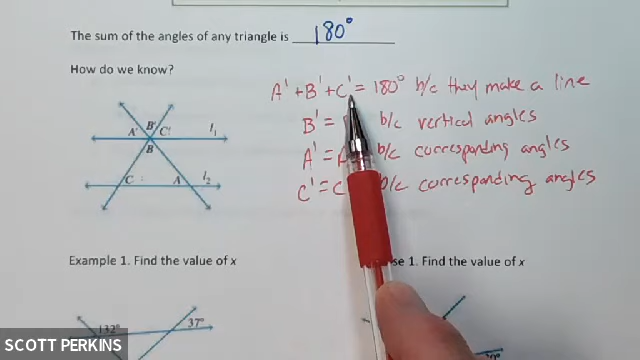 The sum of the angles of any triangle is 180°
How do we know?
A' + B' + C' = 180° b/c they make a line
B' = b/c vertical angles
A' = A b/c corresponding angles
C' = C b/c corresponding angles
B'
A' C' l₁
B
C A l₂
Example 1. Find the value of x
se 1. Find the value of x
132° 37°
SCOTT PERKINS